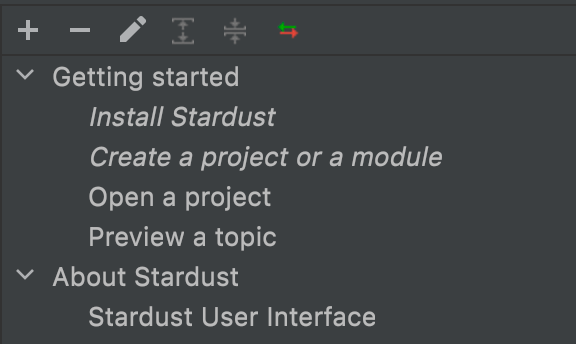 Getting started
Install Stardust
Create a project or a module
Open a project
Preview a topic
About Stardust
Stardust User Interface